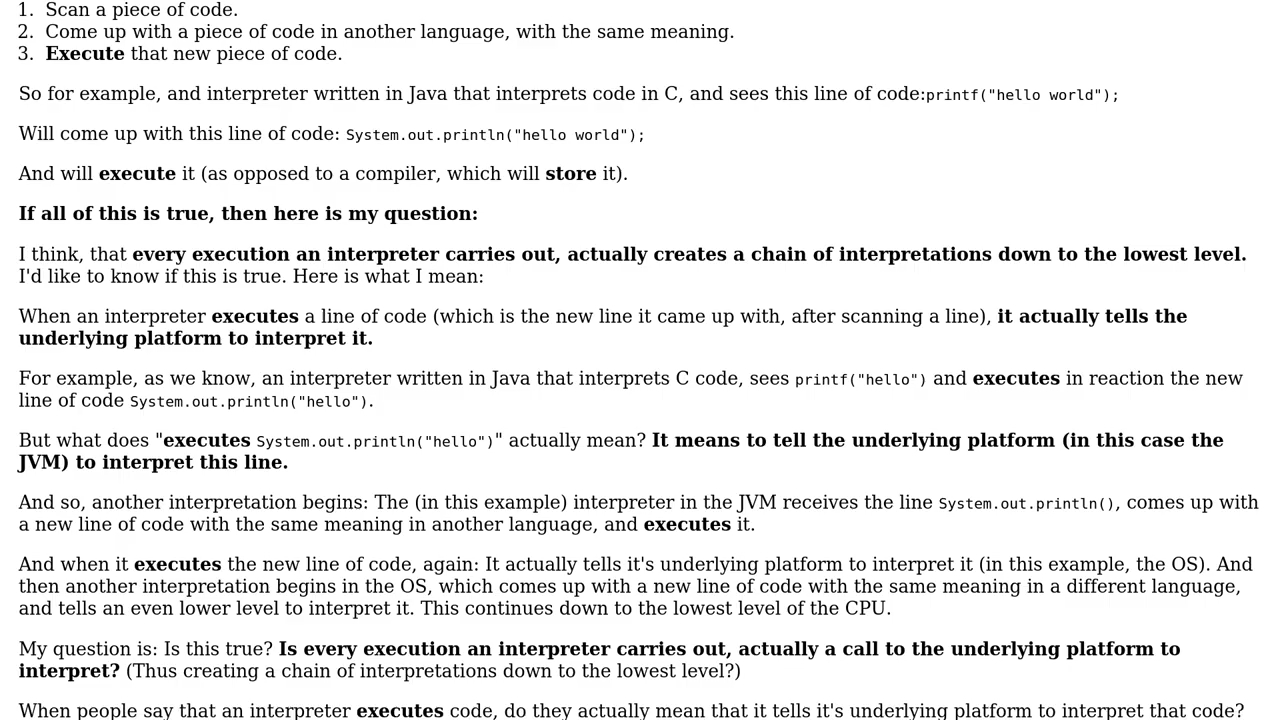 1. Scan a piece of code.
2. Come up with a piece of code in another language, with the same meaning.
3. Execute that new piece of code.
So for example, and interpreter written in Java that interprets code in C, and sees this line of code:printf("hello world");
Will come up with this line of code: System.out.println("hello world");
And will execute it (as opposed to a compiler, which will store it).
If all of this is true, then here is my question:
I think, that every execution an interpreter carries out, actually creates a chain of interpretations down to the lowest level.
I'd like to know if this is true. Here is what I mean:
When an interpreter executes a line of code (which is the new line it came up with, after scanning a line), it actually tells the
underlying platform to interpret it.
For example, as we know, an interpreter written in Java that interprets C code, sees printf("hello") and executes in reaction the new
line of code System.out.println("hello").
But what does "executes System.out.println("hello")" actually mean? It means to tell the underlying platform (in this case the
JVM) to interpret this line.
And so, another interpretation begins: The (in this example) interpreter in the JVM receives the line System.out.println(), comes up with
a new line of code with the same meaning in another language, and executes it.
And when it executes the new line of code, again: It actually tells it's underlying platform to interpret it (in this example, the OS). And
then another interpretation begins in the OS, which comes up with a new line of code with the same meaning in a different language,
and tells an even lower level to interpret it. This continues down to the lowest level of the CPU.
My question is: Is this true? Is every execution an interpreter carries out, actually a call to the underlying platform to
interpret? (Thus creating a chain of interpretations down to the lowest level?)
When people say that an interpreter executes code, do they actually mean that it tells it's underlying platform to interpret that code?